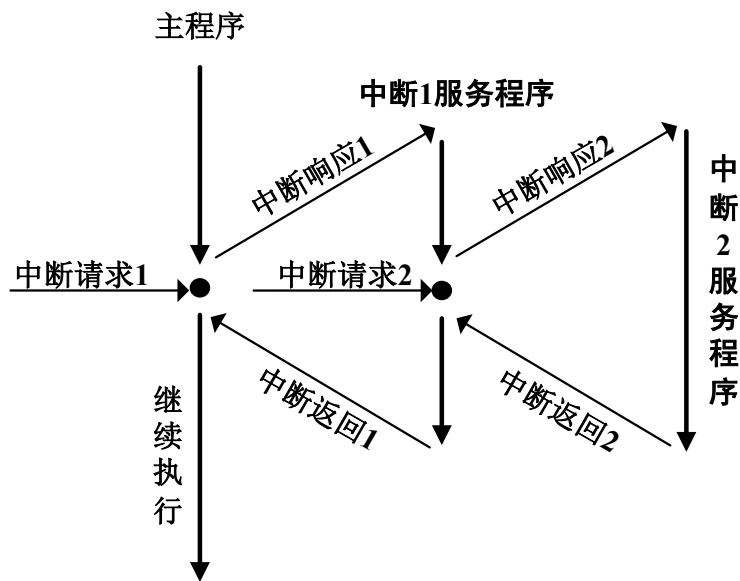 主程序
中断1服务程序
中断响应1
中断响应2
中断2服务程序
中断请求1
中断请求2
中断返回1
中断返回2
继续执行